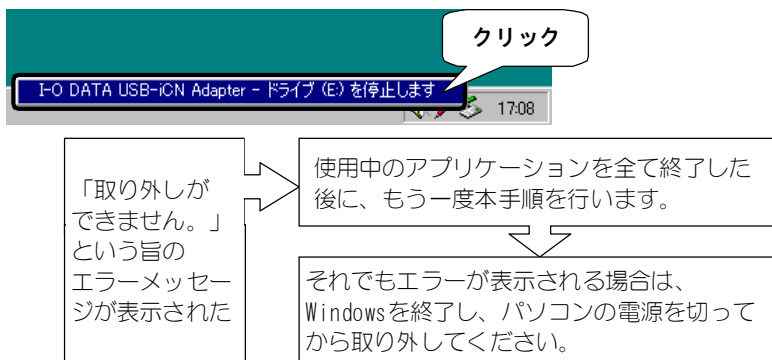 クリック
I-O DATA USB-iCN Adapter - ドライブ (E:) を停止します
17:08
「取り外しが
できません。」
という旨の
エラーメッセー
ジが表示された
使用中のアプリケーションを全て終了した
後に、もう一度本手順を行います。
それでもエラーが表示される場合は、
Windowsを終了し、パソコンの電源を切って
から取り外してください。